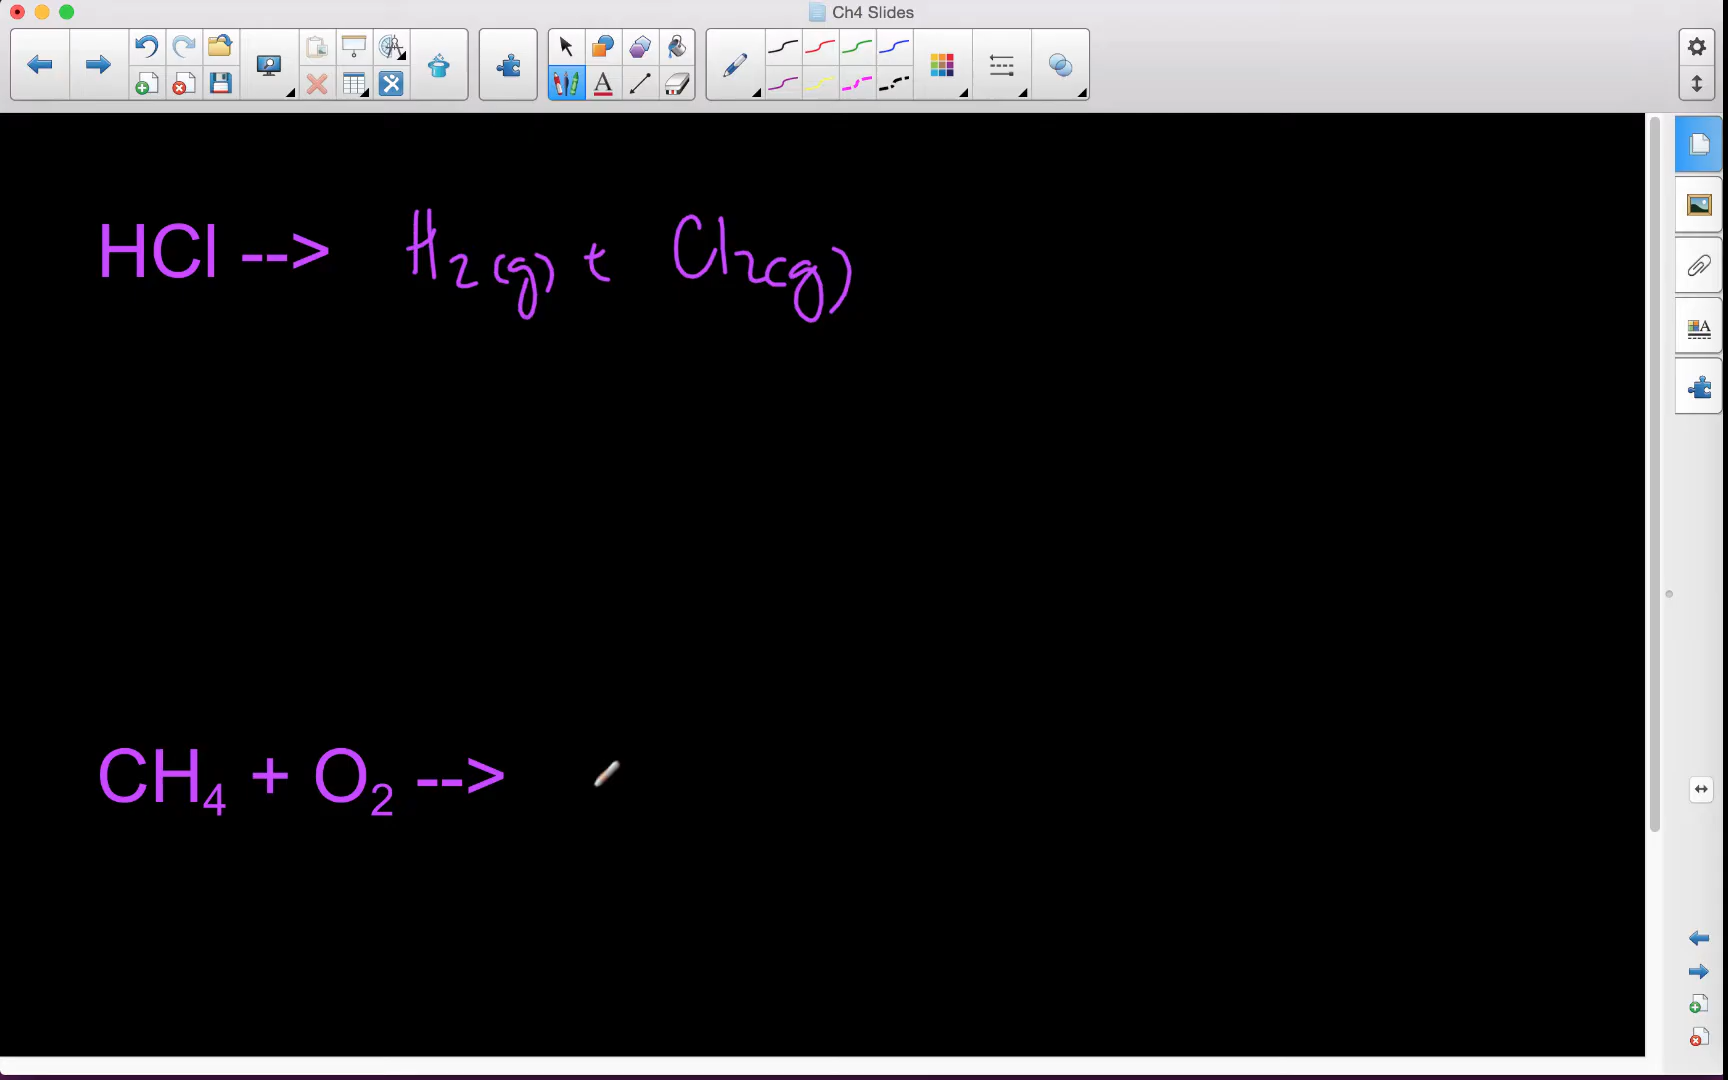 Ch4 Slides
HCl --> H₂(g) + Cl₂(g)
CH₄ + O₂ -->